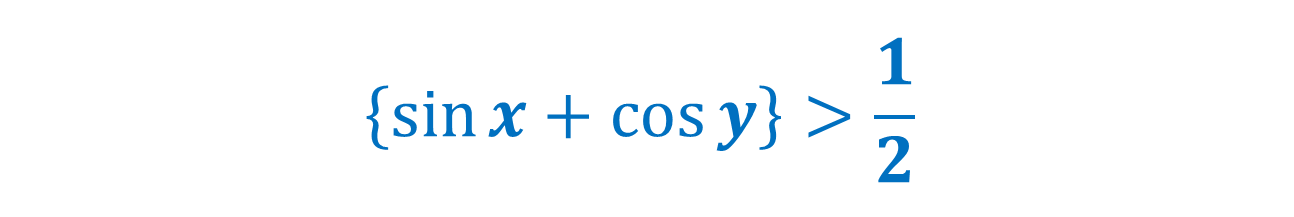 {sin x + cos y} > 1/2